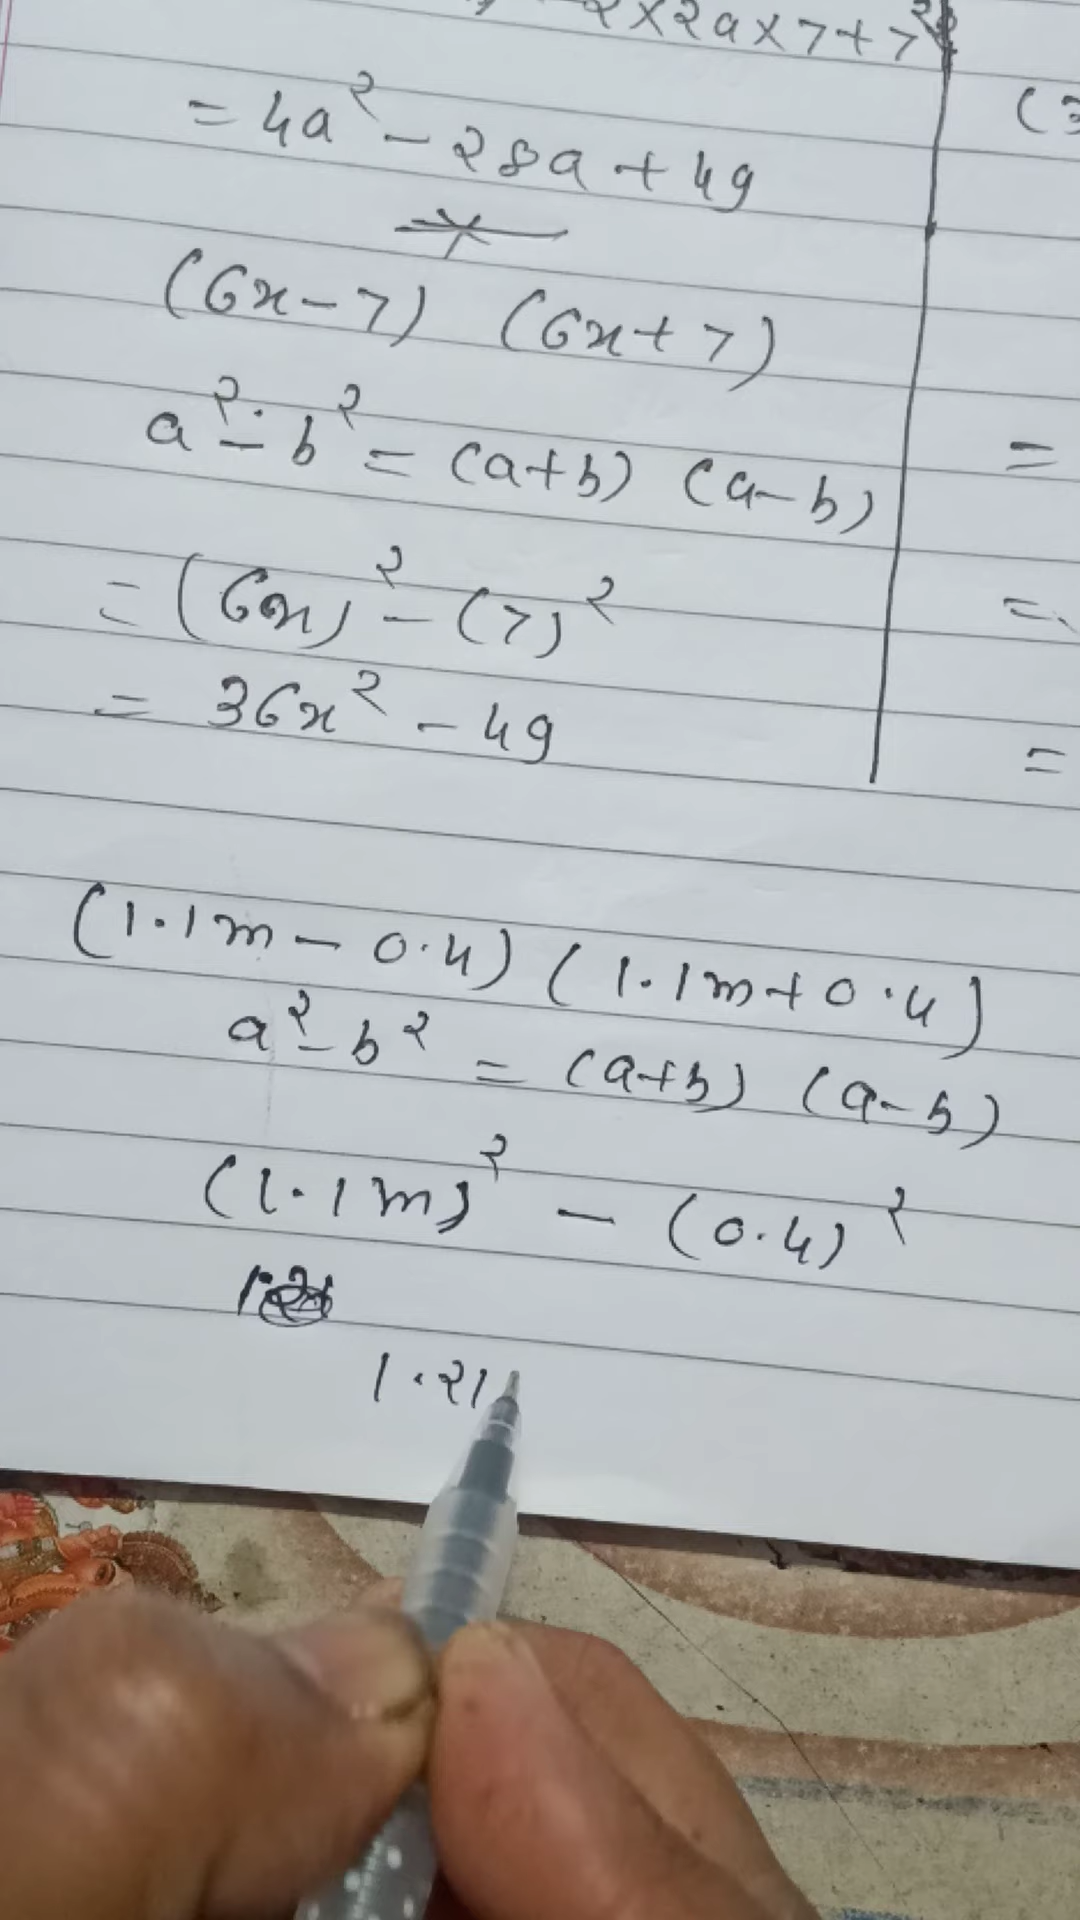 2×2a×7+7²
= 4a² - 28a + 49
(6x-7) (6x+7)
a² - b² = (a+b) (a-b)
= (6x)² - (7)²
= 36x² - 49
(1.1m - 0.4) (1.1m+0.4)
a² - b² = (a+b) (a-b)
(1.1m)² - (0.4)²
1.21
(3
=
=
=